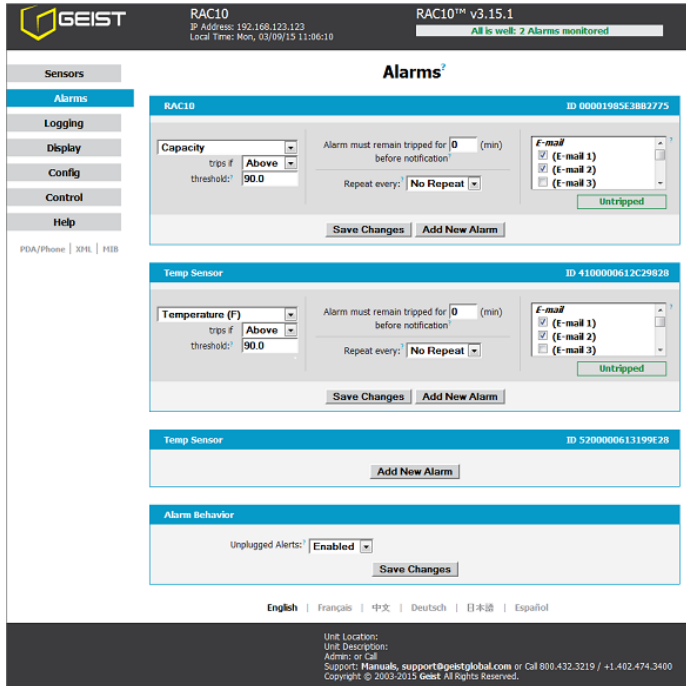 GEIST
RAC10
IP Address: 192.168.123.123
Local Time: Mon, 03/09/15 11:06:10
RAC10™ v3.15.1
All is well: 2 Alarms monitored
Sensors
Alarms
Logging
Display
Config
Control
Help
PDA/Phone | XML | MIB
Alarms?
RAC10 ID 00001985E3BB2775
Capacity
trips if Above
threshold:? 90.0
Alarm must remain tripped for 0 (min)
before notification?
Repeat every:? No Repeat
E-mail ?
(E-mail 1)
(E-mail 2)
(E-mail 3)
Untripped
Save Changes Add New Alarm
Temp Sensor ID 4100000612C29828
Temperature (F)
trips if Above
threshold:? 90.0
Alarm must remain tripped for 0 (min)
before notification?
Repeat every:? No Repeat
E-mail ?
(E-mail 1)
(E-mail 2)
(E-mail 3)
Untripped
Save Changes Add New Alarm
Temp Sensor ID 5200000613199E28
Add New Alarm
Alarm Behavior
Unplugged Alerts:? Enabled
Save Changes
English | Français | 中文 | Deutsch | 日本語 | Español
Unit Location:
Unit Description:
Admin: or Call
Support: Manuals, support@geistglobal.com or Call 800.432.3219 / +1.402.474.3400
Copyright © 2003-2015 Geist All Rights Reserved.